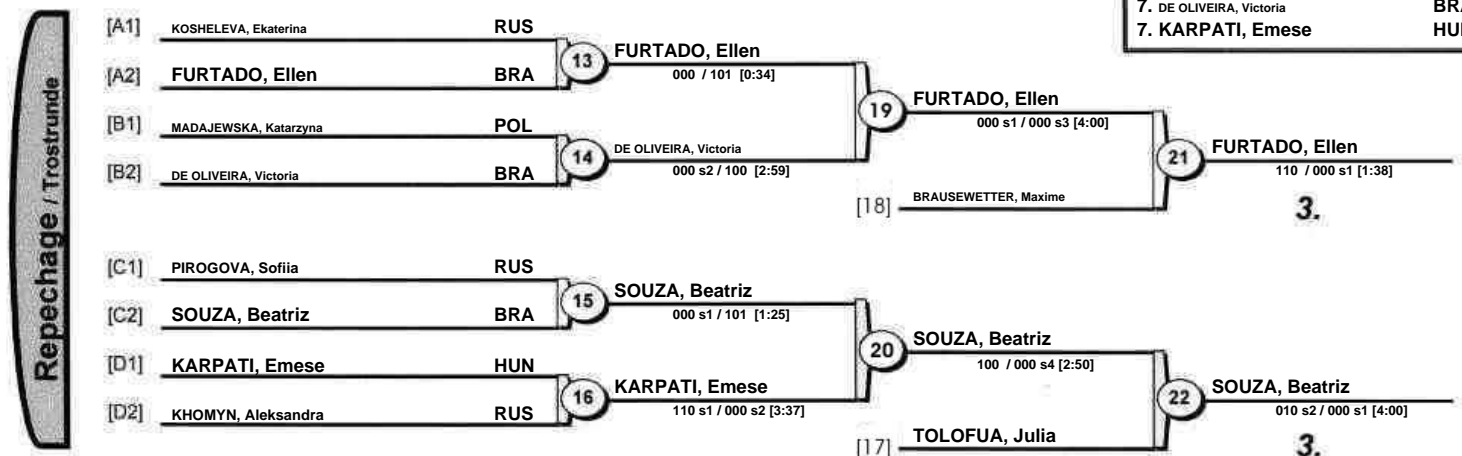 7. DE OLIVEIRA, Victoria BRA
7. KARPATI, Emese HUN
Repechage / Trostrunde
[A1] KOSHELEVA, Ekaterina RUS
13 FURTADO, Ellen
000 / 101 [0:34]
[A2] FURTADO, Ellen BRA
19 FURTADO, Ellen
000 s1 / 000 s3 [4:00]
[B1] MADAJEWSKA, Katarzyna POL
14 DE OLIVEIRA, Victoria
000 s2 / 100 [2:59]
[B2] DE OLIVEIRA, Victoria BRA
21 FURTADO, Ellen
110 / 000 s1 [1:38]
[18] BRAUSEWETTER, Maxime
3.
[C1] PIROGOVA, Sofiia RUS
15 SOUZA, Beatriz
000 s1 / 101 [1:25]
[C2] SOUZA, Beatriz BRA
20 SOUZA, Beatriz
100 / 000 s4 [2:50]
[D1] KARPATI, Emese HUN
16 KARPATI, Emese
110 s1 / 000 s2 [3:37]
[D2] KHOMYN, Aleksandra RUS
22 SOUZA, Beatriz
010 s2 / 000 s1 [4:00]
[17] TOLOFUA, Julia
3.